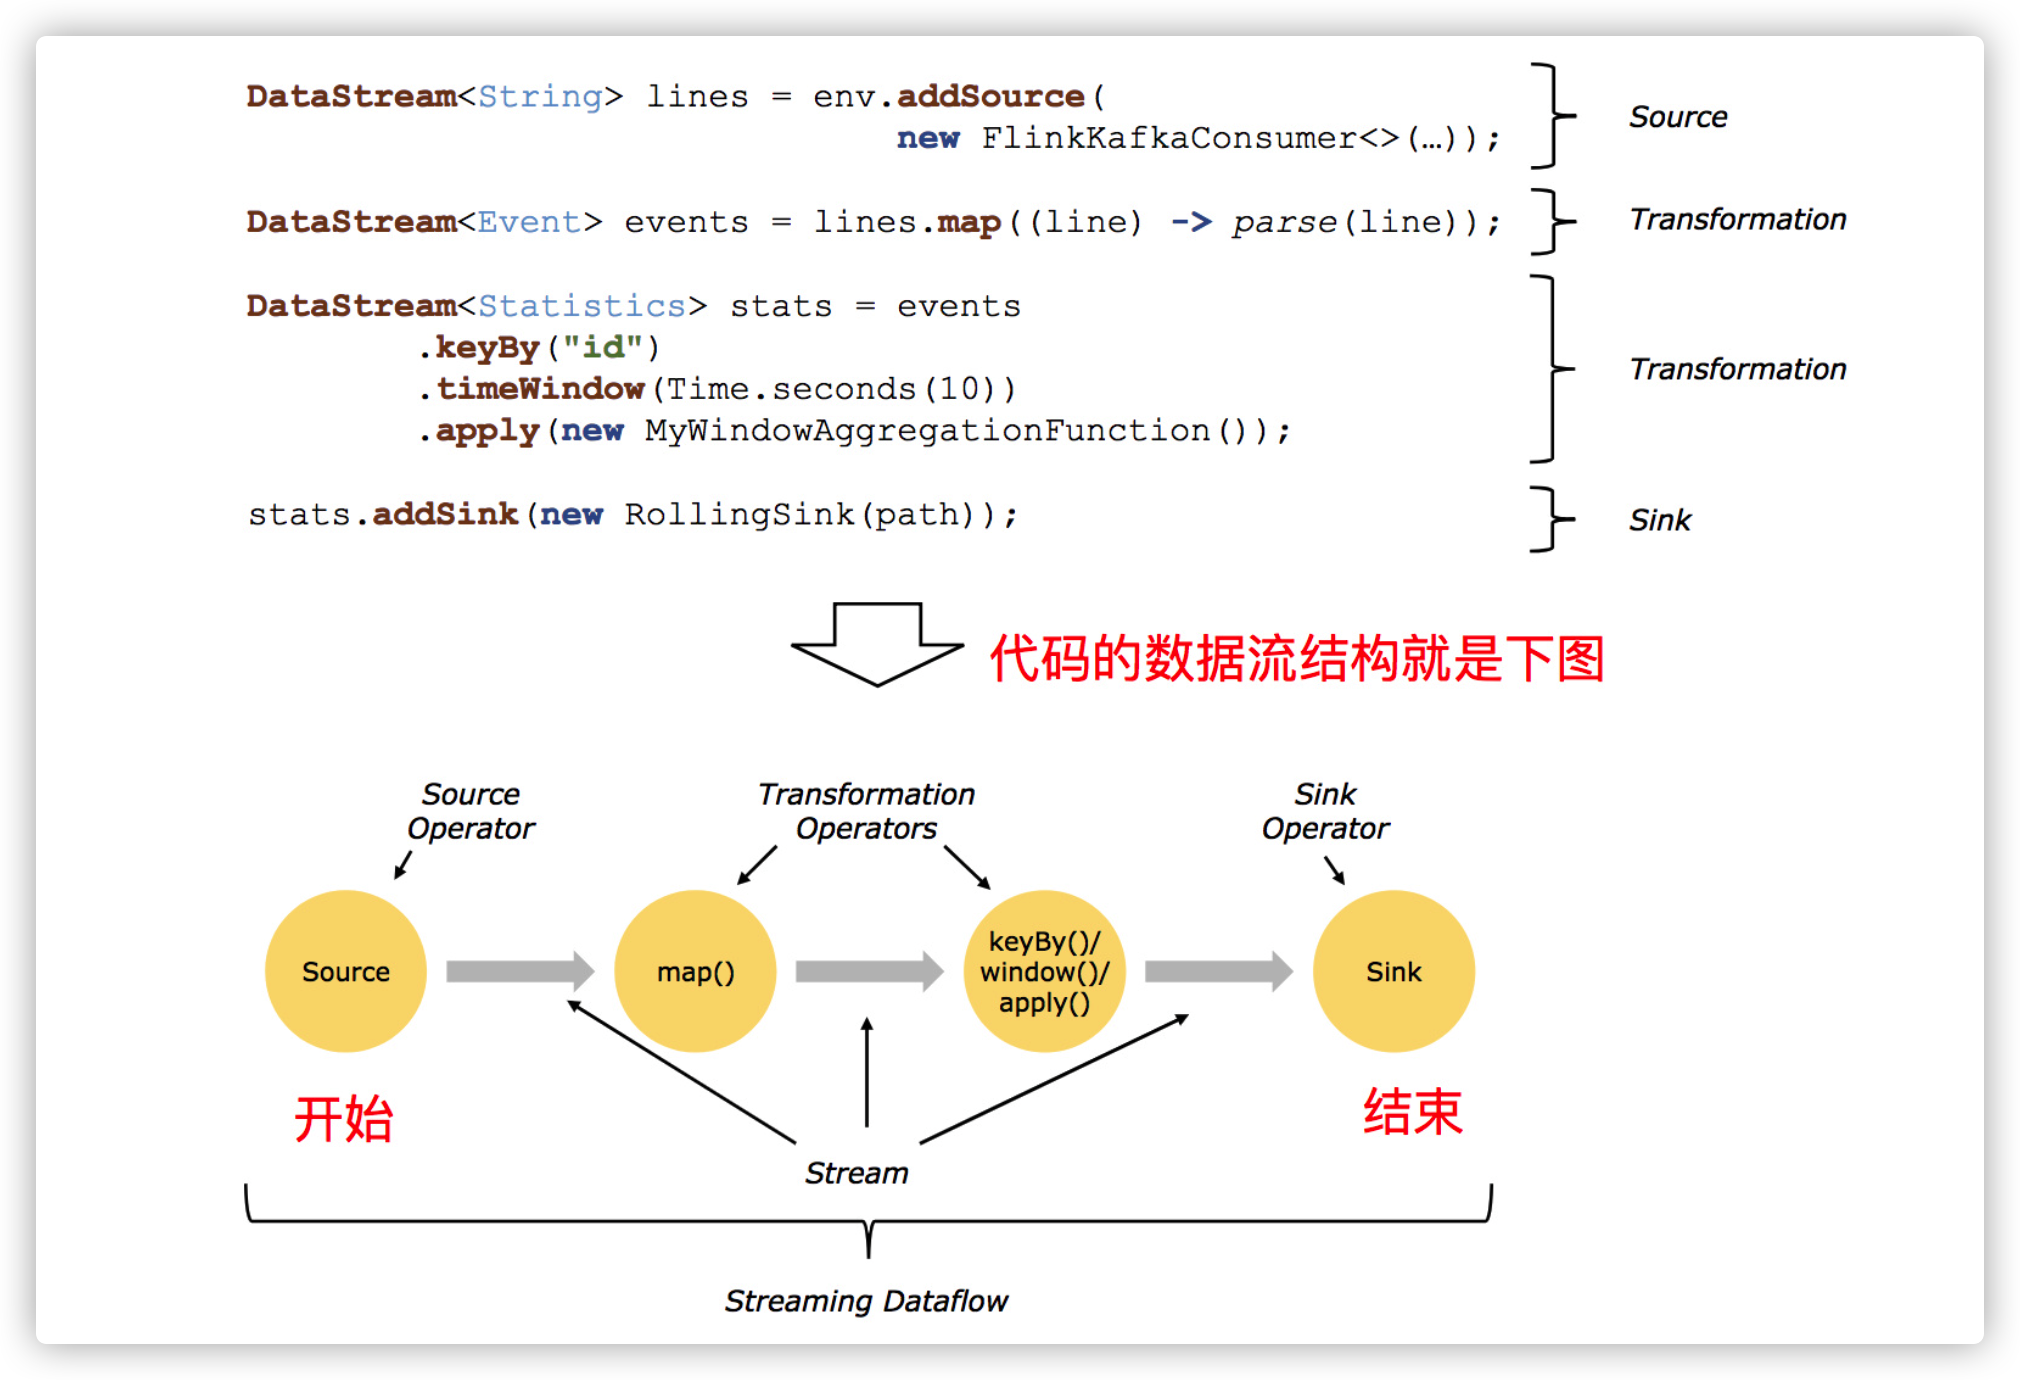 DataStream<String> lines = env.addSource(
new FlinkKafkaConsumer<>(…));
Source
DataStream<Event> events = lines.map((line) -> parse(line));
Transformation
DataStream<Statistics> stats = events
.keyBy("id")
.timeWindow(Time.seconds(10))
.apply(new MyWindowAggregationFunction());
Transformation
stats.addSink(new RollingSink(path));
Sink
代码的数据流结构就是下图
Source
Operator
Transformation
Operators
Sink
Operator
Source
map()
keyBy()/
window()/
apply()
Sink
开始
结束
Stream
Streaming Dataflow